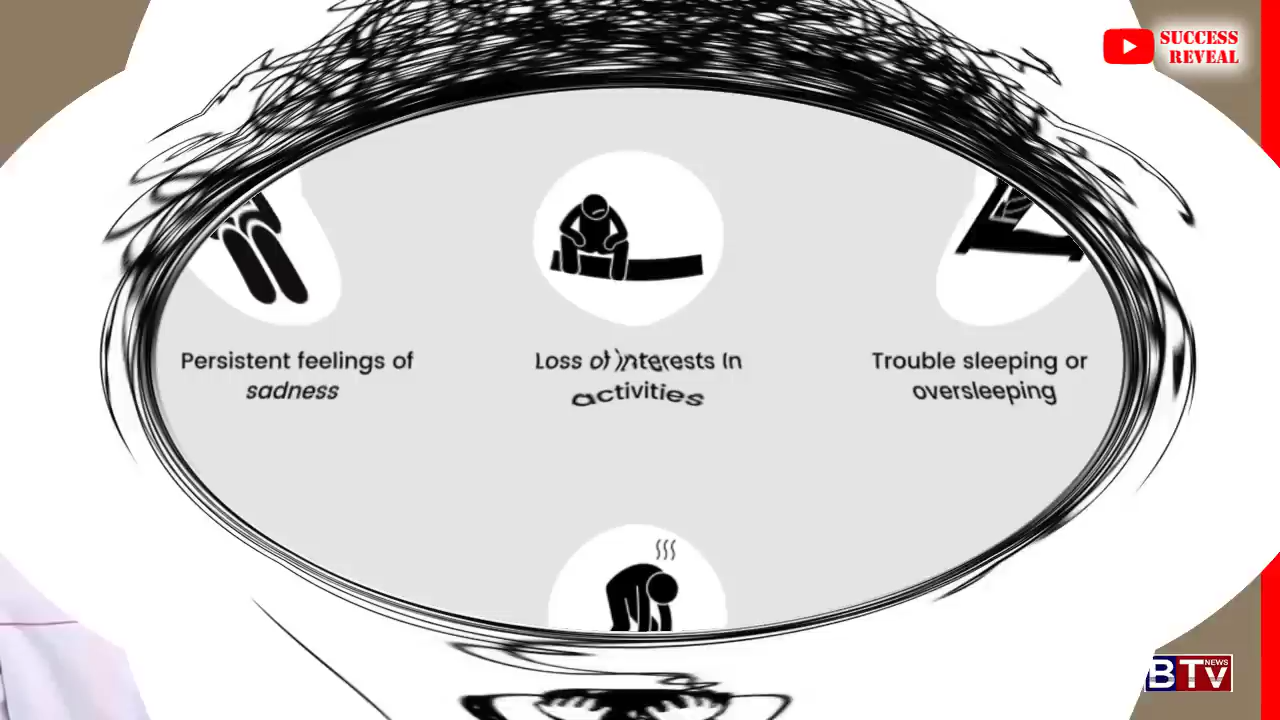 SUCCESS
REVEAL
Persistent feelings of
sadness
Loss of interests in
activities
Trouble sleeping or
oversleeping
BTV
NEWS